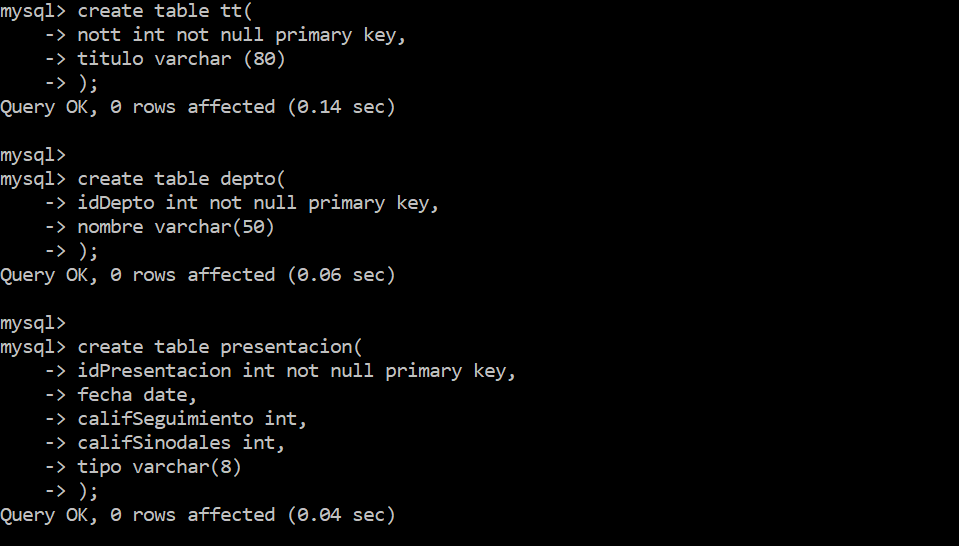 mysql> create table tt(
    -> nott int not null primary key,
    -> titulo varchar (80)
    -> );
Query OK, 0 rows affected (0.14 sec)

mysql>
mysql> create table depto(
    -> idDepto int not null primary key,
    -> nombre varchar(50)
    -> );
Query OK, 0 rows affected (0.06 sec)

mysql>
mysql> create table presentacion(
    -> idPresentacion int not null primary key,
    -> fecha date,
    -> califSeguimiento int,
    -> califSinodales int,
    -> tipo varchar(8)
    -> );
Query OK, 0 rows affected (0.04 sec)